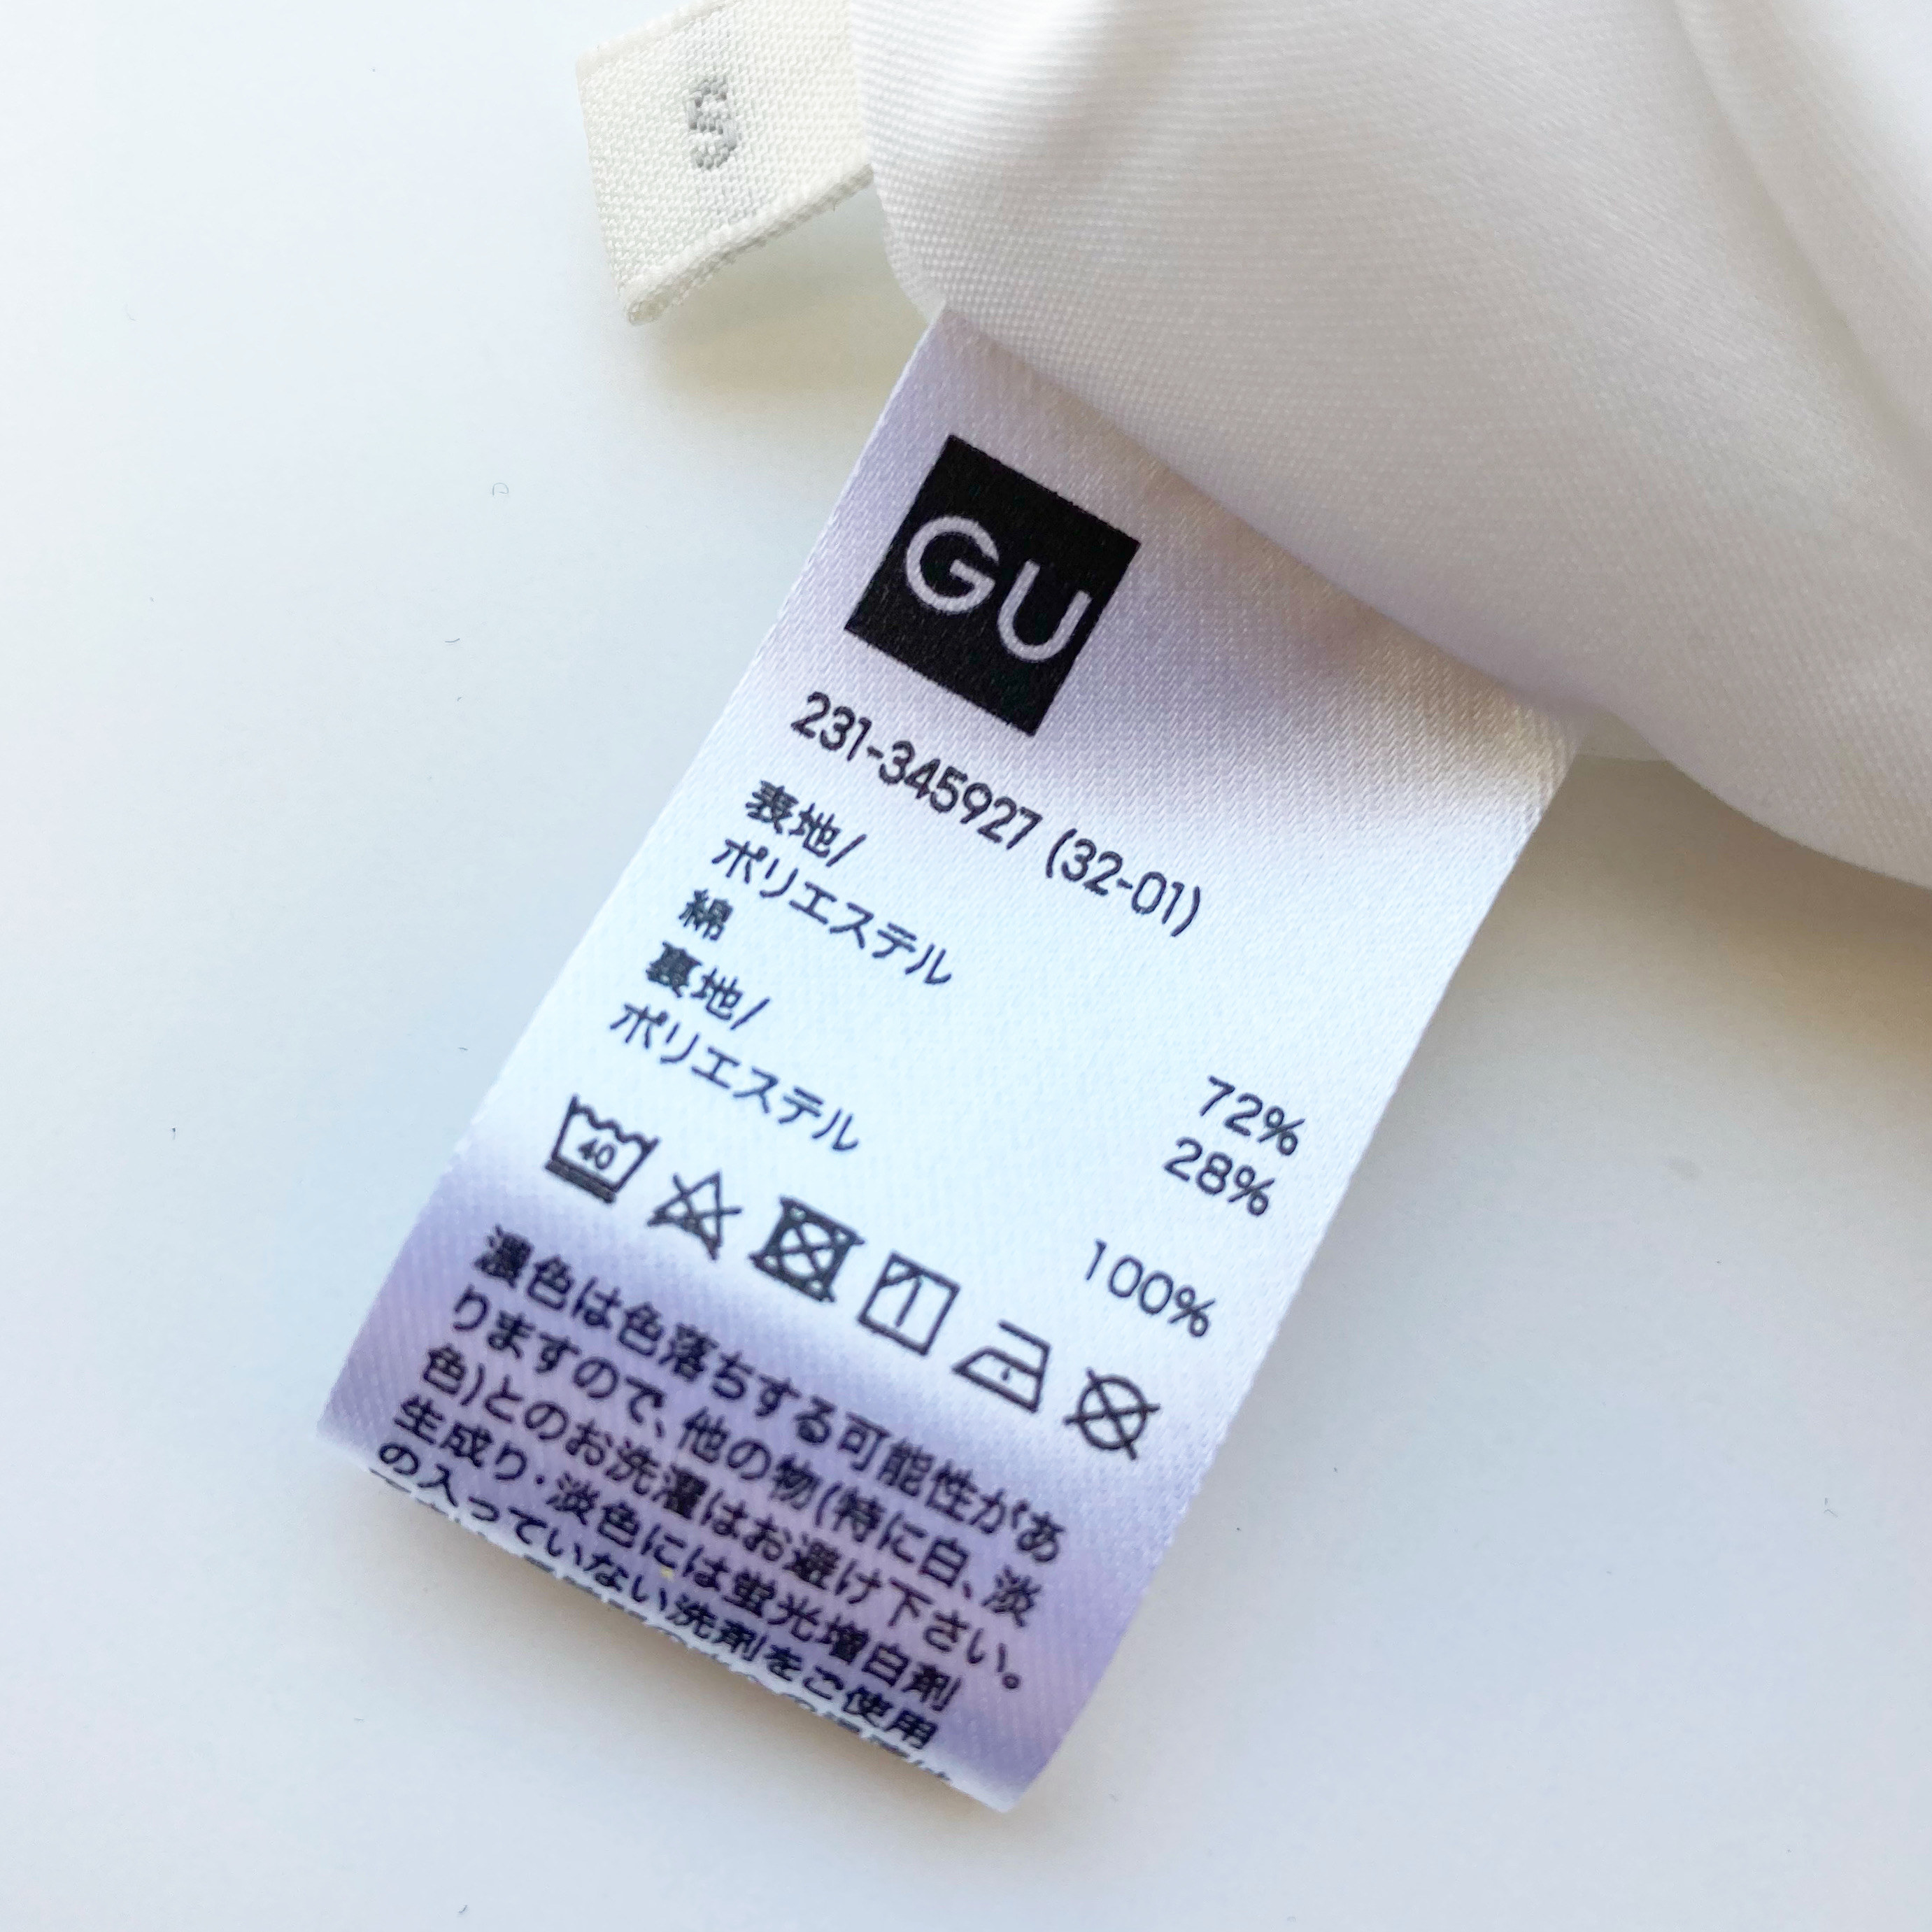 S
GU
231-345927 (32-01)
表地/
ポリエステル 72%
綿 28%
裏地/
ポリエステル 100%
40
濃色は色落ちする可能性があ
りますので、他の物(特に白、淡
色)とのお洗濯はお避け下さい。
生成り・淡色には蛍光増白剤
の入っていない洗剤をご使用